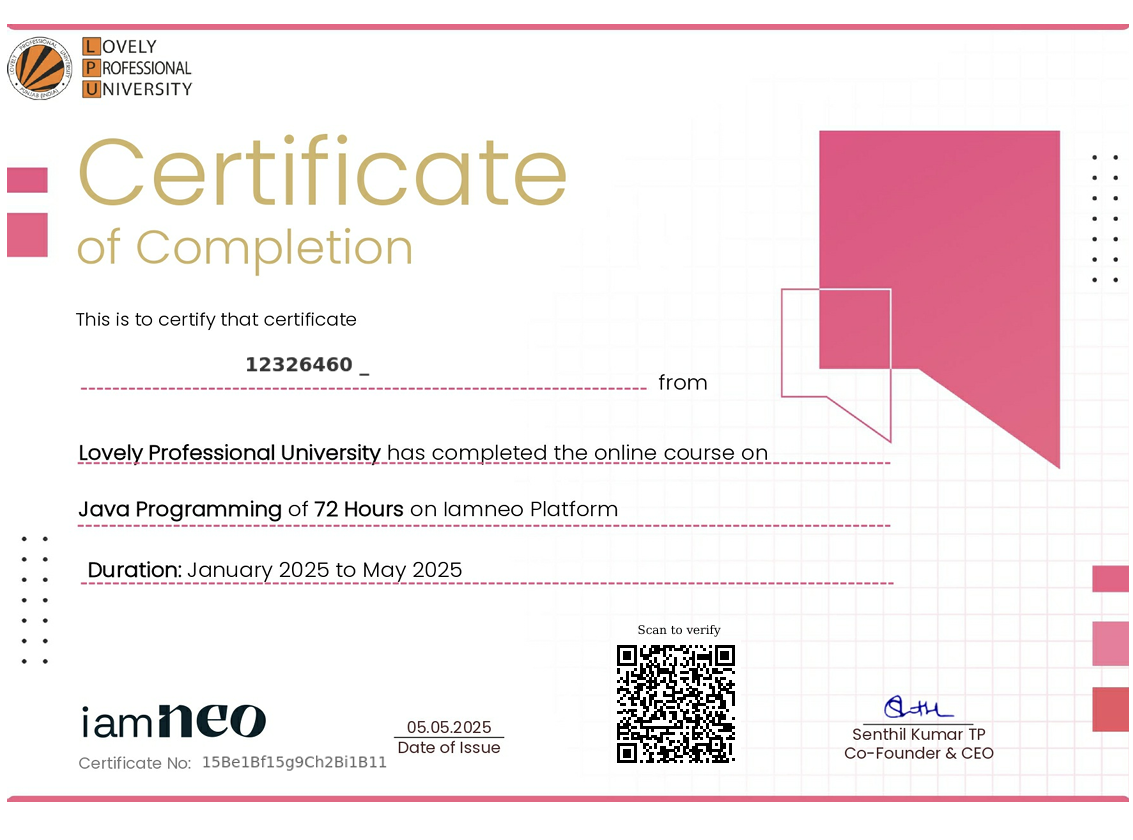 LOVELY
PROFESSIONAL
UNIVERSITY
Certificate
of Completion
This is to certify that certificate
12326460 _
from
Lovely Professional University has completed the online course on
Java Programming of 72 Hours on Iamneo Platform
Duration: January 2025 to May 2025
Scan to verify
iamneo
05.05.2025
Date of Issue
Senthil Kumar TP
Co-Founder & CEO
Certificate No: 15Be1Bf15g9Ch2Bi1B11